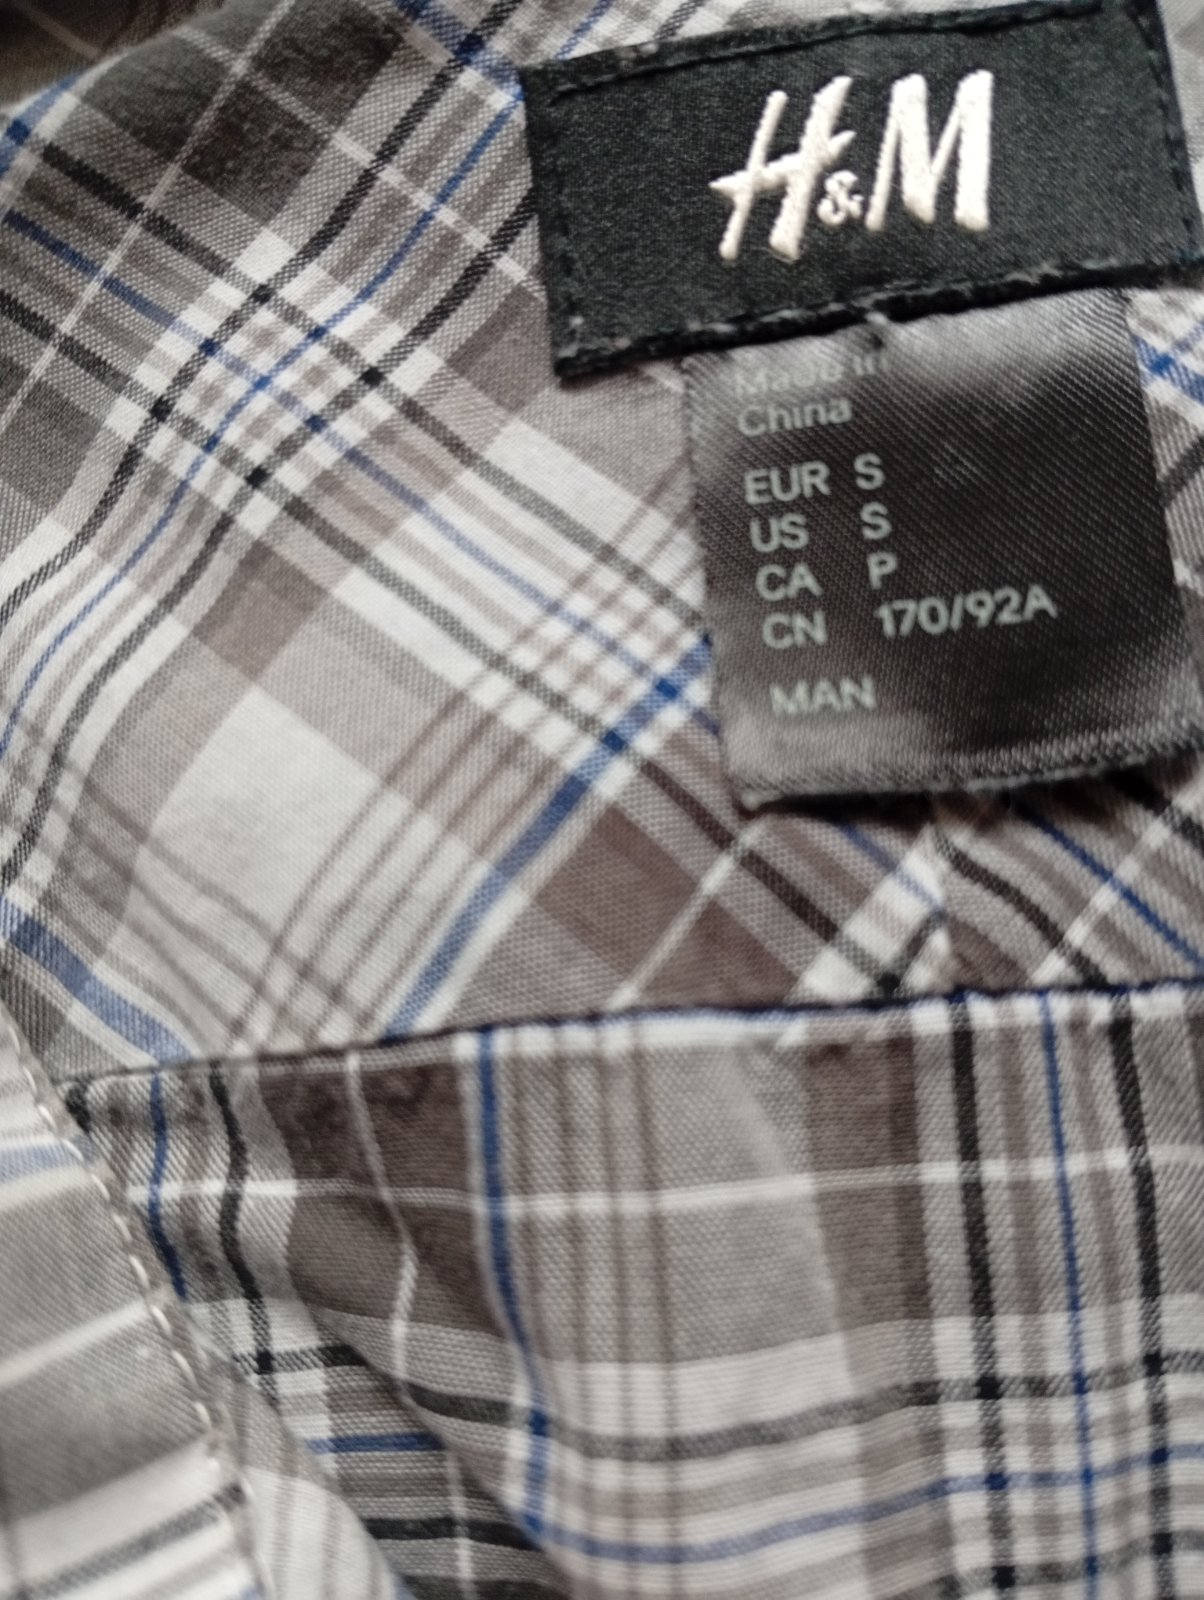 H&M
Made in
China
EUR S
US S
CA P
CN 170/92A
MAN